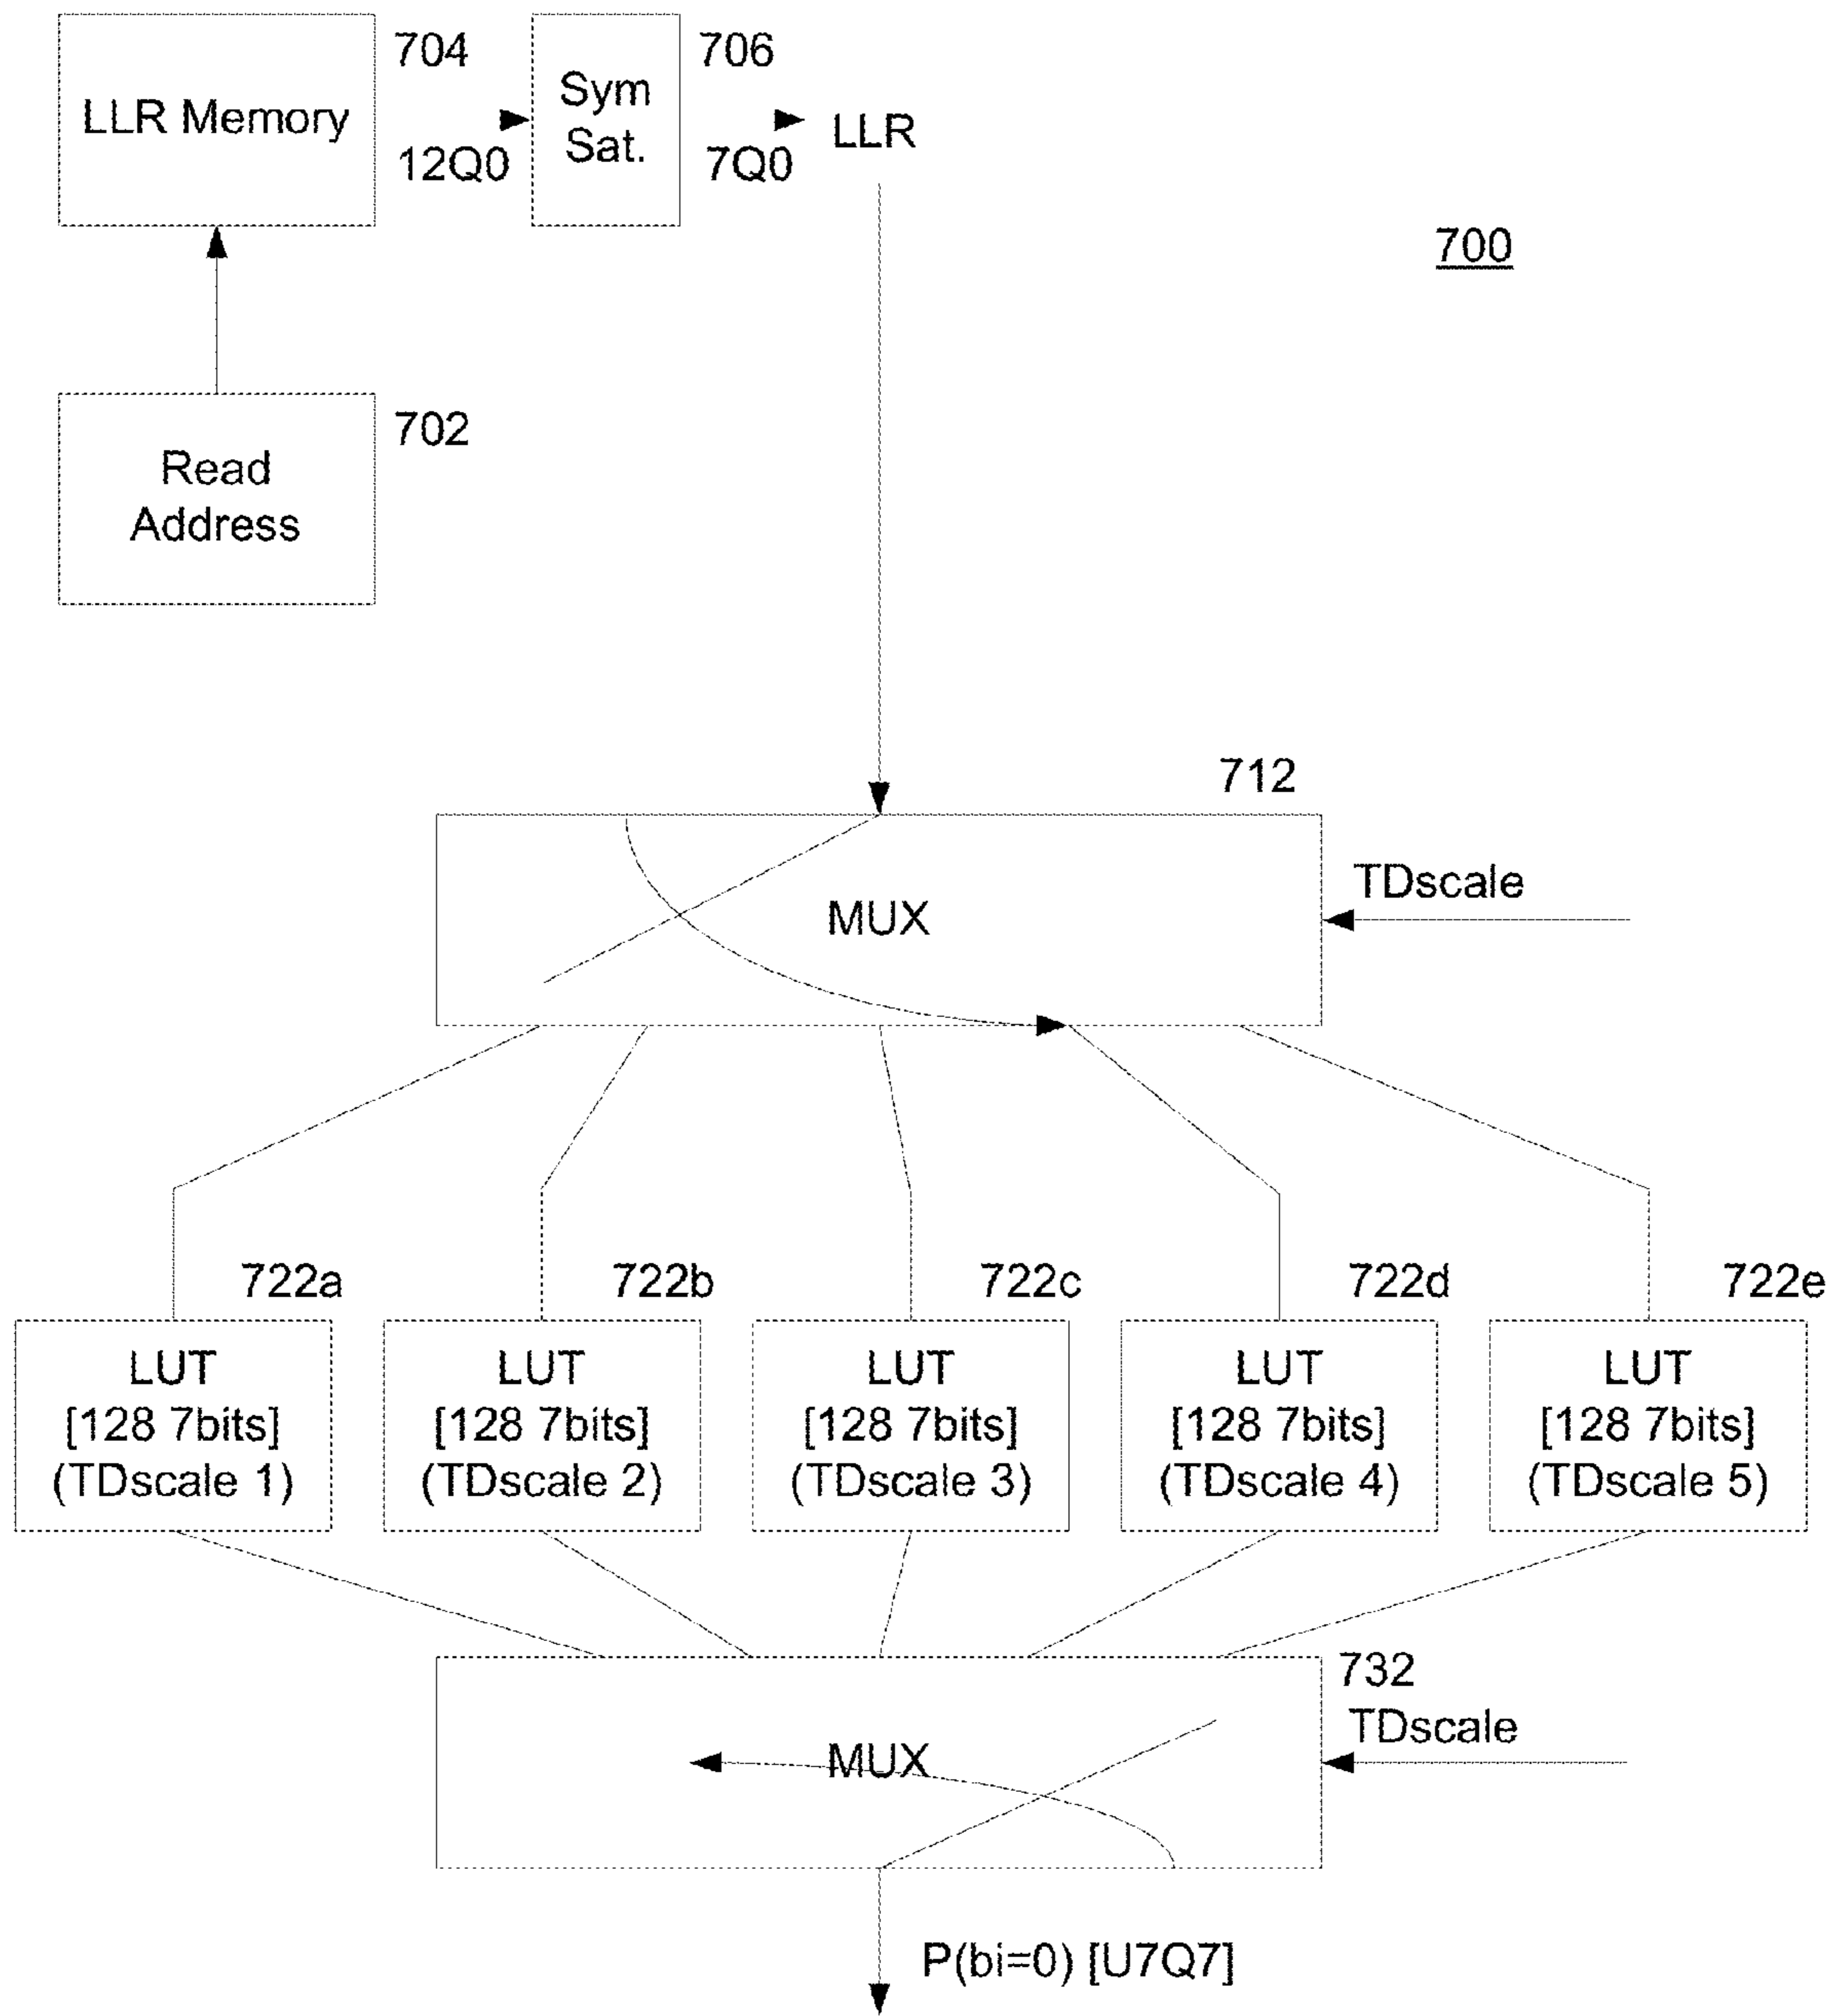 704
706
LLR Memory
Sym
Sat.
LLR
12Q0
7Q0
700
702
Read
Address
712
TDscale
MUX
722a
722b
722c
722d
722e
LUT
[128 7bits]
(TDscale 1)
LUT
[128 7bits]
(TDscale 2)
LUT
[128 7bits]
(TDscale 3)
LUT
[128 7bits]
(TDscale 4)
LUT
[128 7bits]
(TDscale 5)
732
TDscale
MUX
P(bi=0) [U7Q7]